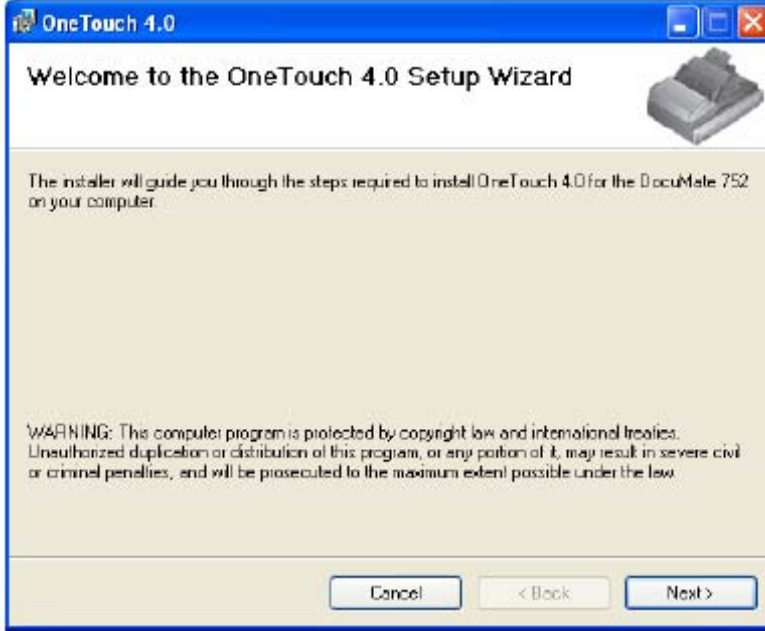 OneTouch 4.0
Welcome to the OneTouch 4.0 Setup Wizard
The installer will guide you through the steps required to install OneTouch 4.0 for the DocuMate 752
on your computer.
WARNING: This computer program is protected by copyright law and international treaties.
Unauthorized duplication or distribution of this program, or any portion of it, may result in severe civil
or criminal penalties, and will be prosecuted to the maximum extent possible under the law.
Cancel
< Back
Next >